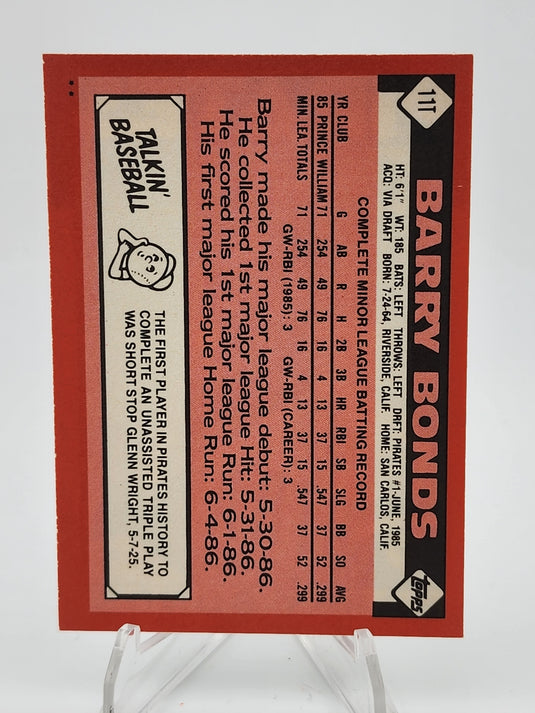 11T
BARRY BONDS
Topps
HT: 6'1" WT: 185 BATS: LEFT THROWS: LEFT DRFT: PIRATES #1-JUNE, 1985
ACQ: VIA DRAFT BORN: 7-24-64, RIVERSIDE, CALIF. HOME: SAN CARLOS, CALIF.
COMPLETE MINOR LEAGUE BATTING RECORD
YR CLUB G AB R H 2B 3B HR RBI SB SLG BB SO AVG
85 PRINCE WILLIAM 71 254 49 76 16 4 13 37 15 .547 37 52 .299
MIN. LEA. TOTALS 71 254 49 76 16 4 13 37 15 .547 37 52 .299
GW-RBI (1985): 3 GW-RBI (CAREER): 3
Barry made his major league debut: 5-30-86.
He collected 1st major league Hit: 5-31-86.
He scored his 1st major league Run: 6-1-86.
His first major league Home Run: 6-4-86.
TALKIN'
BASEBALL
THE FIRST PLAYER IN PIRATES HISTORY TO
COMPLETE AN UNASSISTED TRIPLE PLAY
WAS SHORT STOP GLENN WRIGHT, 5-7-25.
**